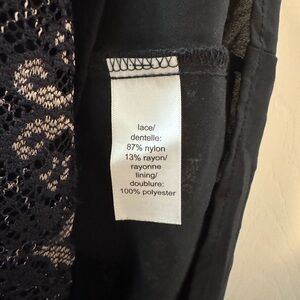 lace/
dentelle:
87% nylon
13% rayon/
rayonne
lining/
doublure:
100% polyester